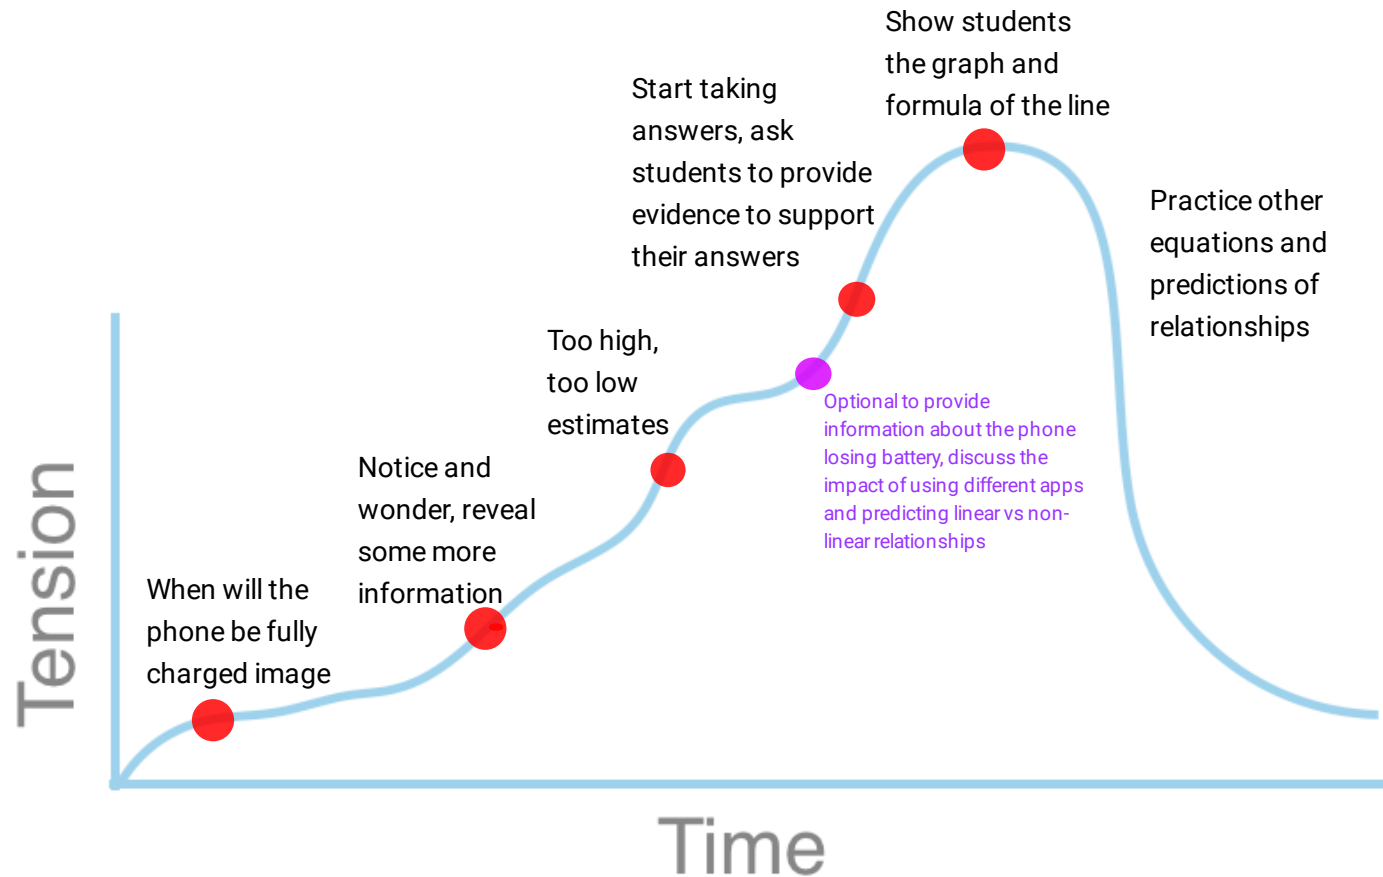 Show students
the graph and
formula of the line
Start taking
answers, ask
students to provide
evidence to support
their answers
Practice other
equations and
predictions of
relationships
Too high,
too low
estimates
Optional to provide
information about the phone
losing battery, discuss the
impact of using different apps
and predicting linear vs non-
linear relationships
Notice and
wonder, reveal
some more
information
When will the
phone be fully
charged image
Tension
Time